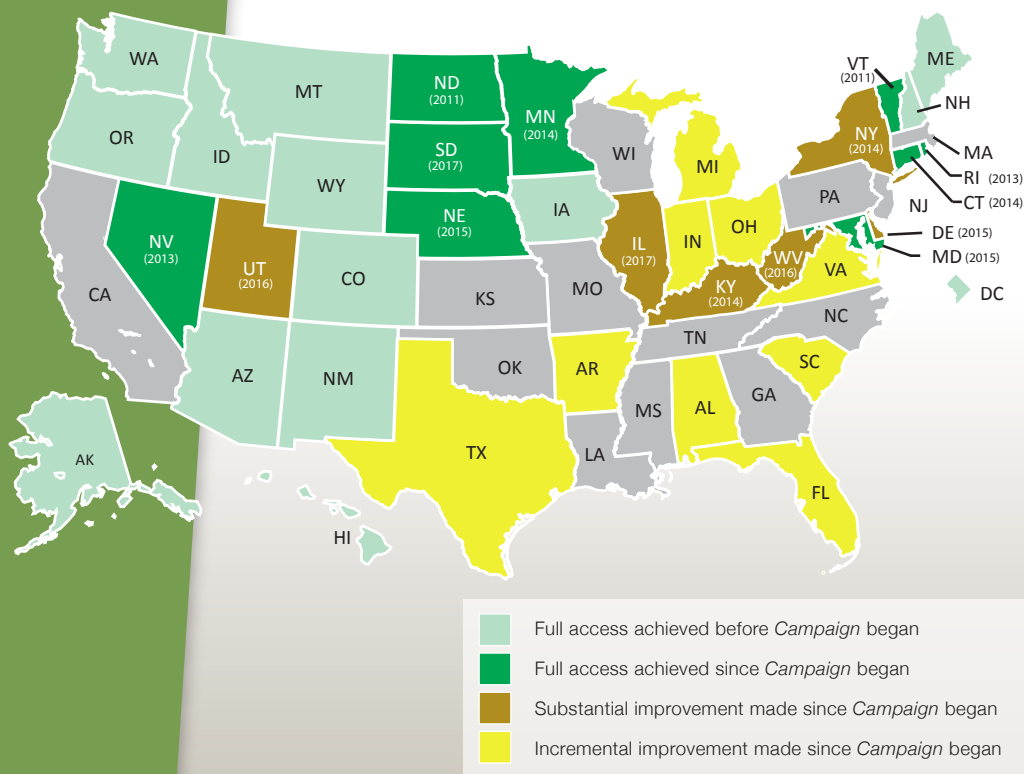 WA
OR
ID
MT
WY
ND
(2011)
SD
(2017)
NE
(2015)
MN
(2014)
IA
WI
MI
VT
(2011)
ME
NH
NY
(2014)
MA
RI (2013)
CT (2014)
NJ
PA
DE (2015)
MD (2015)
DC
NV
(2013)
UT
(2016)
CO
CA
KS
MO
IL
(2017)
IN
OH
WV
(2016)
VA
KY
(2014)
NC
TN
SC
AZ
NM
OK
AR
MS
AL
GA
TX
LA
FL
AK
HI
Full access achieved before Campaign began
Full access achieved since Campaign began
Substantial improvement made since Campaign began
Incremental improvement made since Campaign began